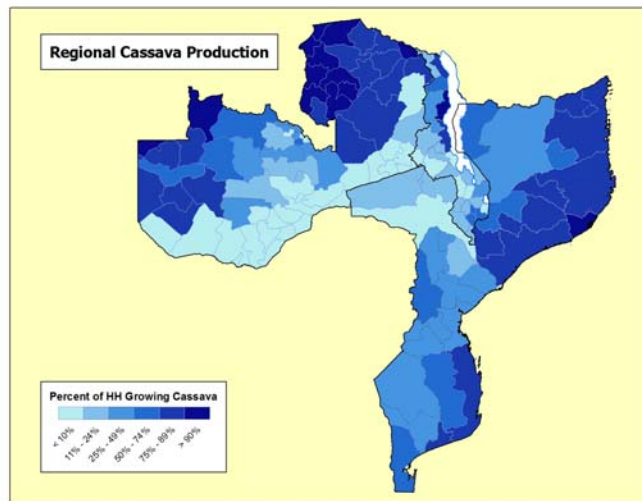 Regional Cassava Production
Percent of HH Growing Cassava
< 10%
11% - 24%
25% - 49%
50% - 74%
75% - 89%
> 90%